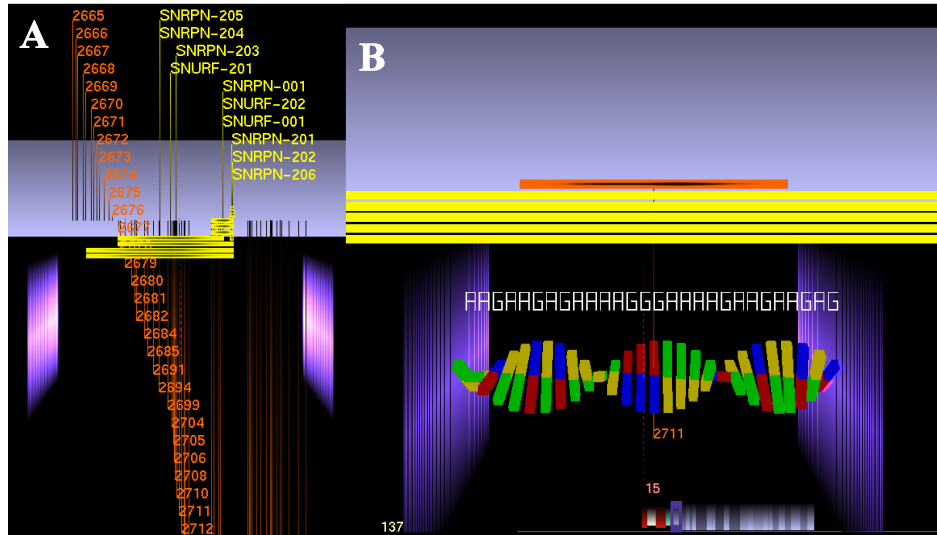 A
2665 SNRPN-205
2666 SNRPN-204
2667 SNRPN-203
2668 SNURF-201
2669 SNRPN-001
2670 SNURF-202
2671 SNURF-001
2672 SNRPN-201
2673 SNRPN-202
2674 SNRPN-206
2675
2676
2677
2679
2680
2681
2682
2684
2685
2691
2694
2699
2704
2705
2706
2708
2710
2711
2712
B
AAGAAGAGAAAAGGGAAAAGAAGAAGAG
2711
15
137